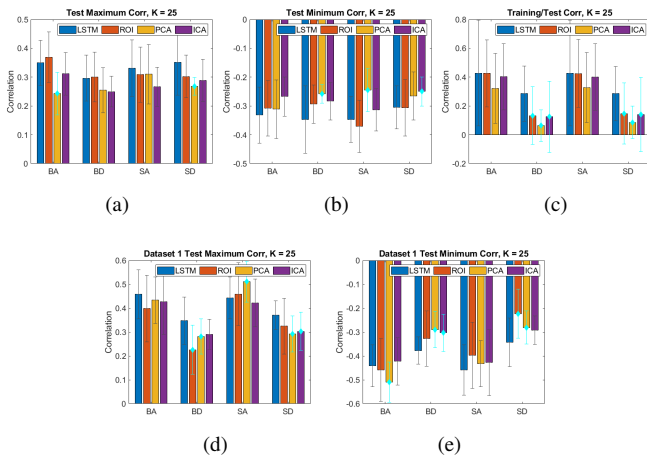 Test Maximum Corr, K = 25
LSTM ROI PCA ICA
Correlation
0.5
0.4
0.3
0.2
0.1
0
BA BD SA SD
(a)
Test Minimum Corr, K = 25
LSTM ROI PCA ICA
Correlation
0
-0.1
-0.2
-0.3
-0.4
-0.5
BA BD SA SD
(b)
Training/Test Corr, K = 25
LSTM ROI PCA ICA
Correlation
0.8
0.6
0.4
0.2
0
-0.2
BA BD SA SD
(c)
Dataset 1 Test Maximum Corr, K = 25
LSTM ROI PCA ICA
Correlation
0.6
0.5
0.4
0.3
0.2
0.1
0
BA BD SA SD
(d)
Dataset 1 Test Minimum Corr, K = 25
LSTM ROI PCA ICA
Correlation
0
-0.1
-0.2
-0.3
-0.4
-0.5
-0.6
BA BD SA SD
(e)